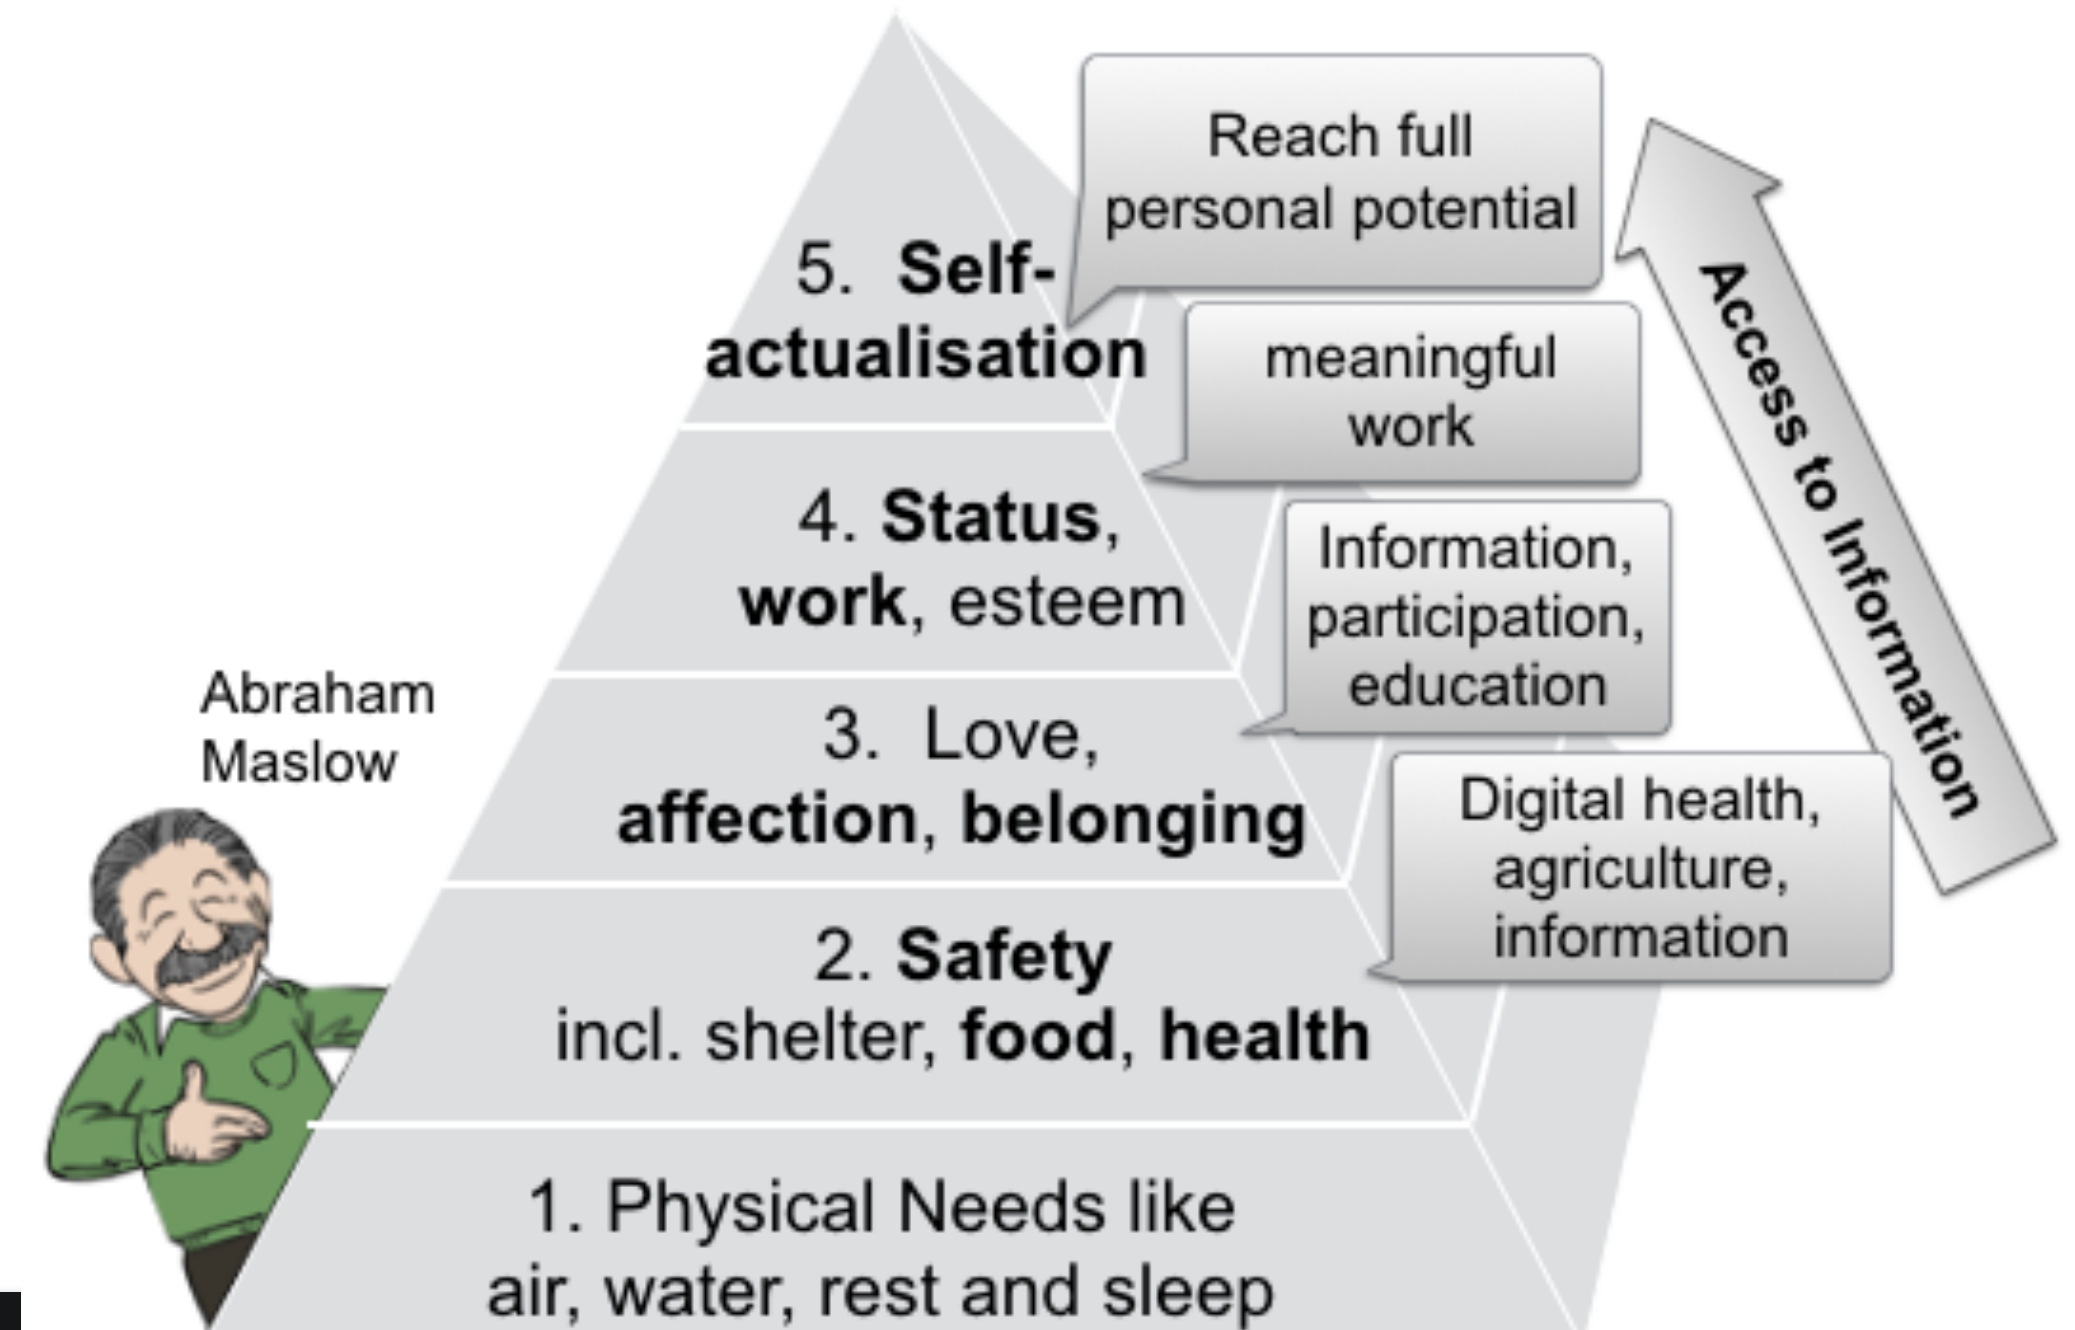 Reach full
personal potential
5. Self-
actualisation
meaningful
work
4. Status,
work, esteem
Information,
participation,
education
Access to Information
Abraham
Maslow
3. Love,
affection, belonging
Digital health,
agriculture,
information
2. Safety
incl. shelter, food, health
1. Physical Needs like
air, water, rest and sleep